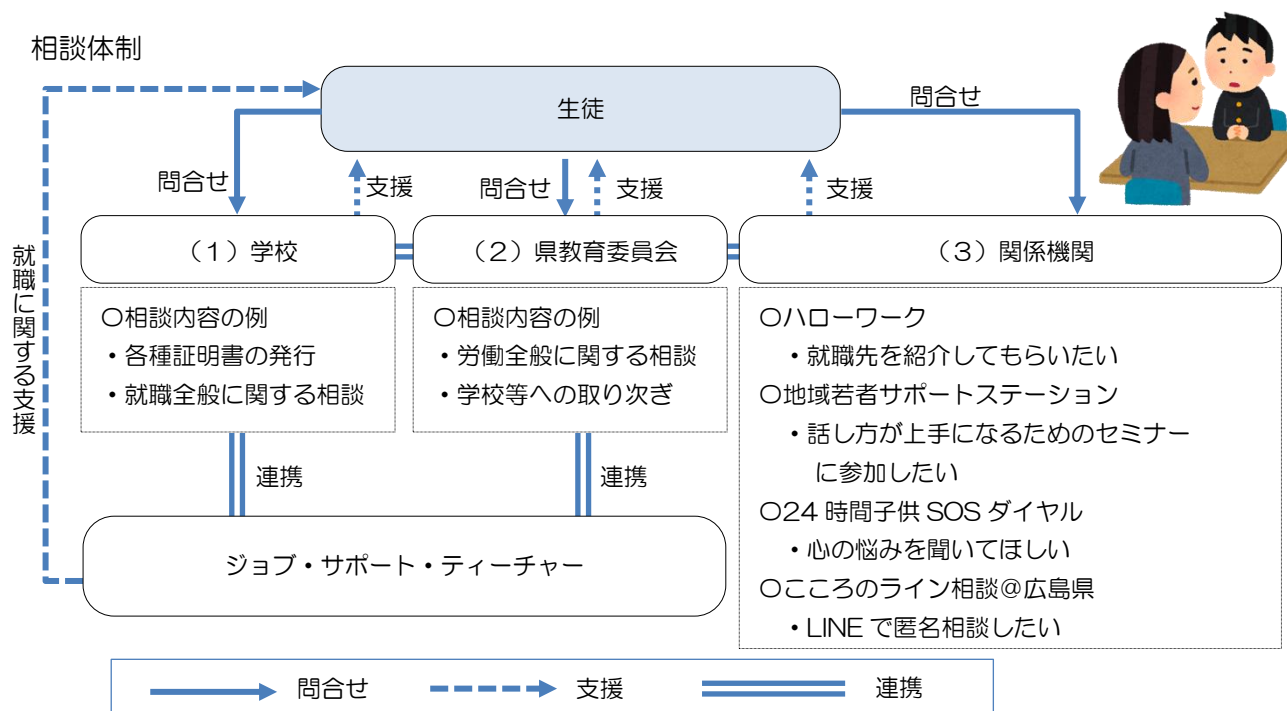 相談体制
生徒
問合せ
問合せ
支援
問合せ
支援
支援
就職に関する支援
(1)学校
(2)県教育委員会
(3)関係機関
〇相談内容の例
・各種証明書の発行
・就職全般に関する相談
〇相談内容の例
・労働全般に関する相談
・学校等への取り次ぎ
〇ハローワーク
・就職先を紹介してもらいたい
〇地域若者サポートステーション
・話し方が上手になるためのセミナー
に参加したい
〇24時間子供SOSダイヤル
・心の悩みを聞いてほしい
〇こころのライン相談@広島県
・LINEで匿名相談したい
連携
連携
ジョブ・サポート・ティーチャー
問合せ
支援
連携